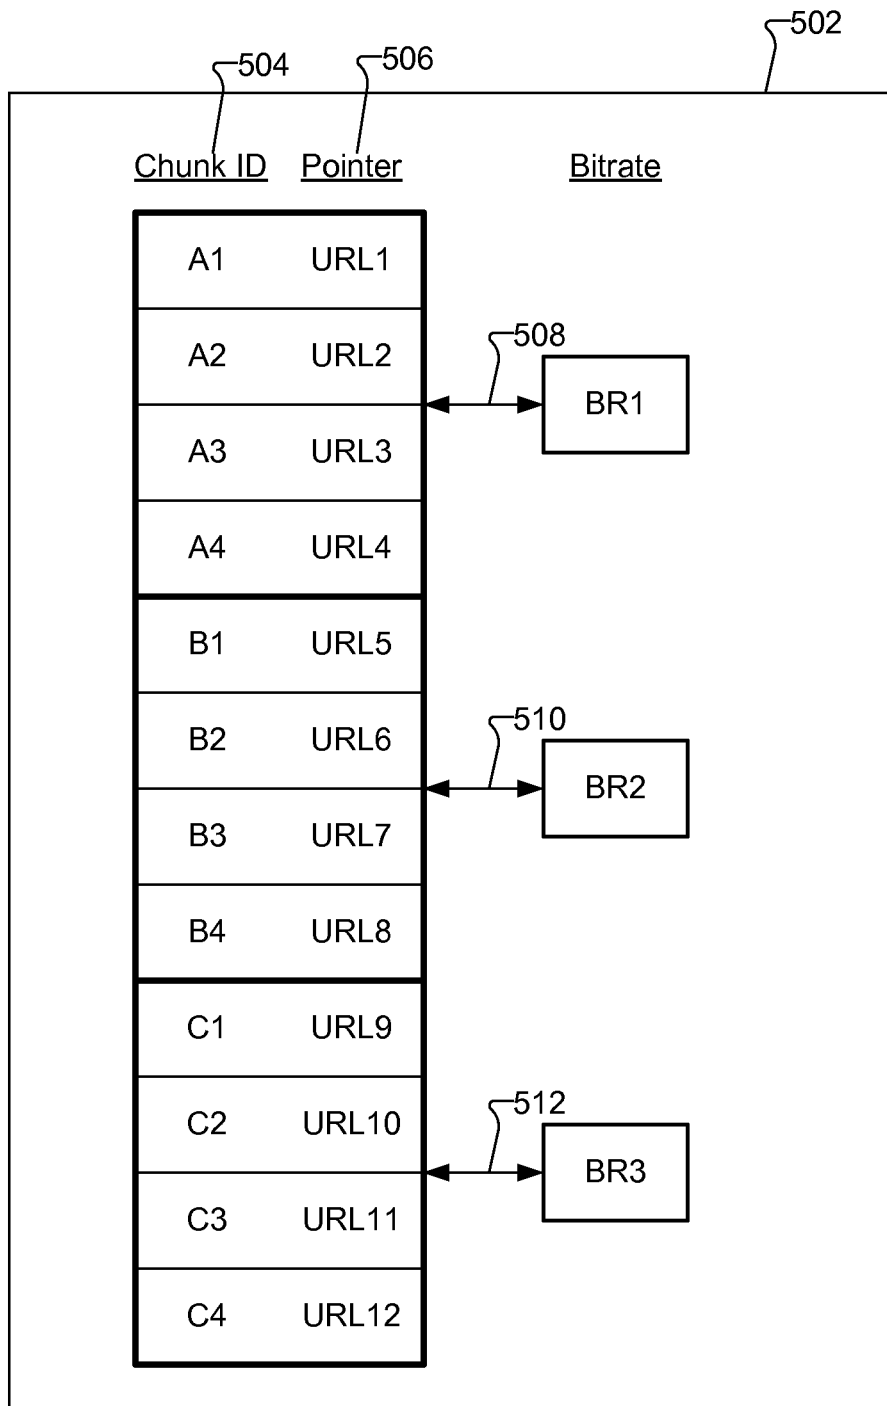 502
504 506
Chunk ID Pointer Bitrate
A1 URL1
508
A2 URL2
BR1
A3 URL3
A4 URL4
B1 URL5
510
B2 URL6
BR2
B3 URL7
B4 URL8
C1 URL9
512
C2 URL10
BR3
C3 URL11
C4 URL12